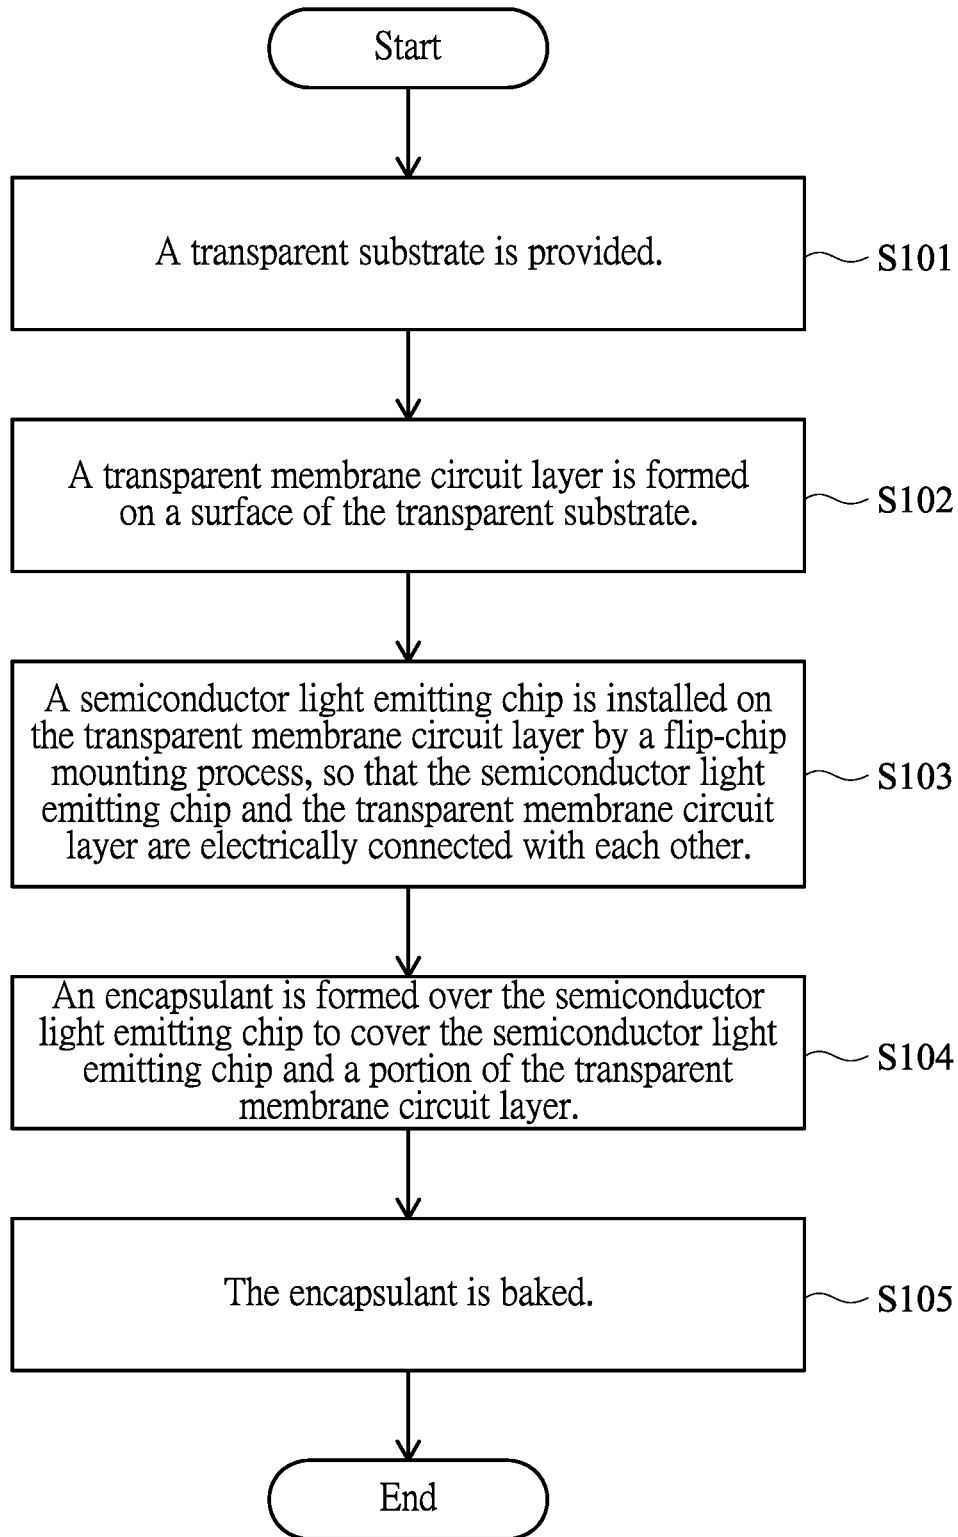 Start
A transparent substrate is provided.
S101
A transparent membrane circuit layer is formed
on a surface of the transparent substrate.
S102
A semiconductor light emitting chip is installed on
the transparent membrane circuit layer by a flip-chip
mounting process, so that the semiconductor light
emitting chip and the transparent membrane circuit
layer are electrically connected with each other.
S103
An encapsulant is formed over the semiconductor
light emitting chip to cover the semiconductor light
emitting chip and a portion of the transparent
membrane circuit layer.
S104
The encapsulant is baked.
S105
End